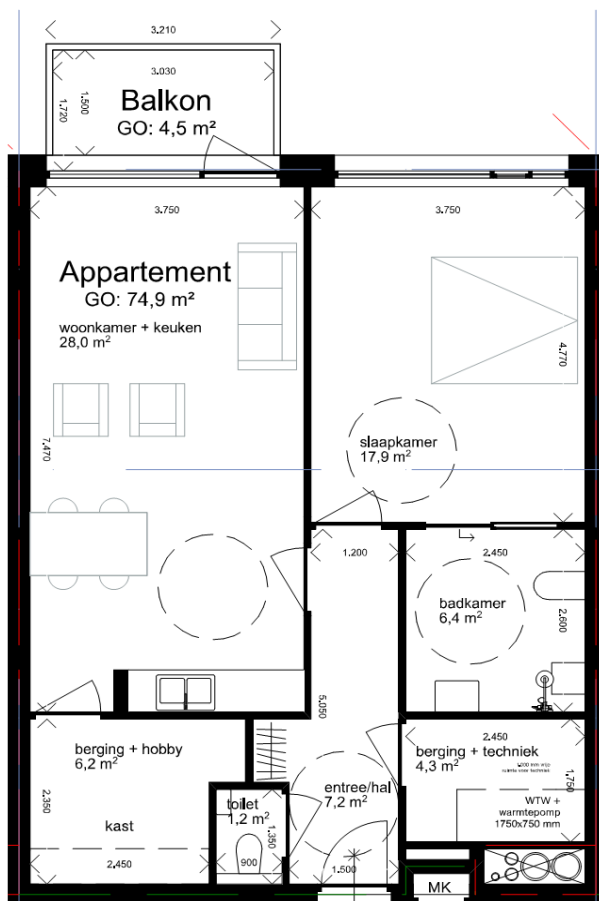 3.210
3.030
1.500
1.720
Balkon
GO: 4,5 m²
3.750
3.750
Appartement
GO: 74,9 m²
woonkamer + keuken
28,0 m²
4.770
7.470
slaapkamer
17,9 m²
1.200
2.450
badkamer
6,4 m²
2.600
5.050
berging + hobby
6,2 m²
2.450
berging + techniek
4,3 m²
1.750
2.350
entree/hal
7,2 m²
toilet
1,2 m²
1.350
WTW +
warmtepomp
1750x750 mm
kast
2.450
900
1.500
MK